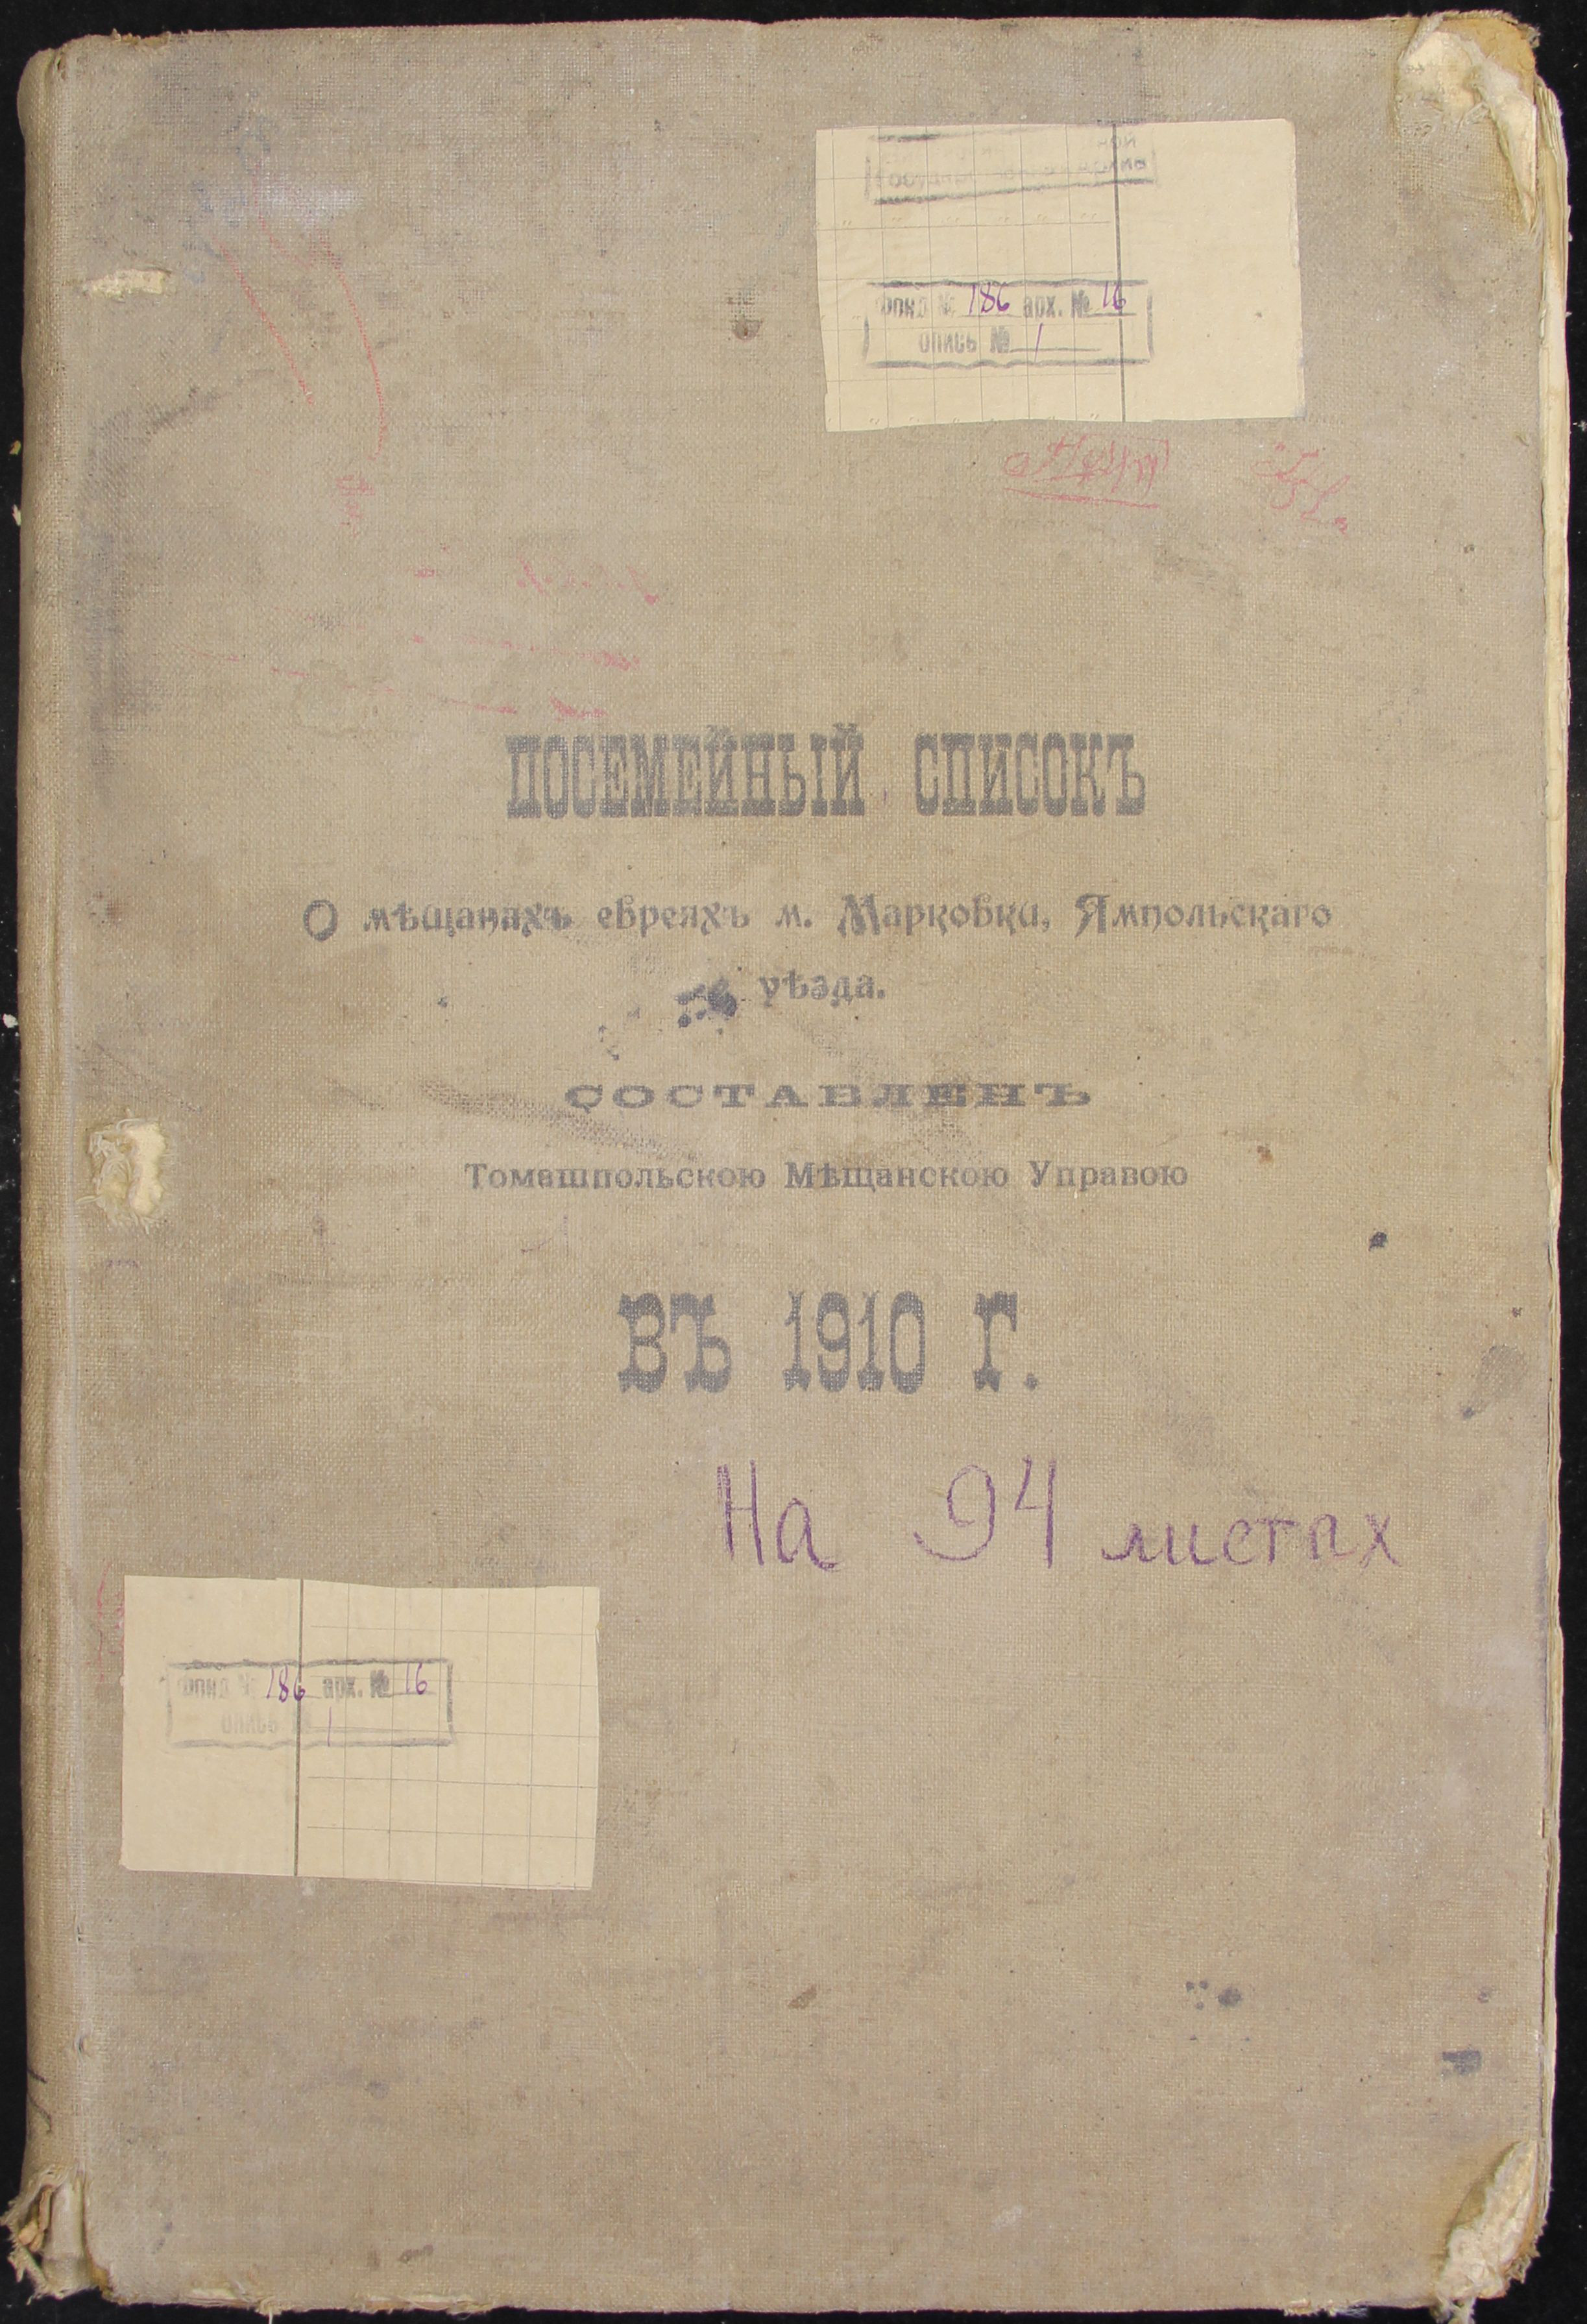 фонд № 186 арх. № 16
опись № 1
ПОСЕМЕЙНЫЙ СПИСОКЪ
О мѣщанахъ евреяхъ м. Марковки, Ямпольскаго
уѣзда.
СОСТАВЛЕНЪ
Томашпольскою Мѣщанскою Управою
ВЪ 1910 Г.
На 94 листах
фонд № 186 арх. № 16
опись № 1